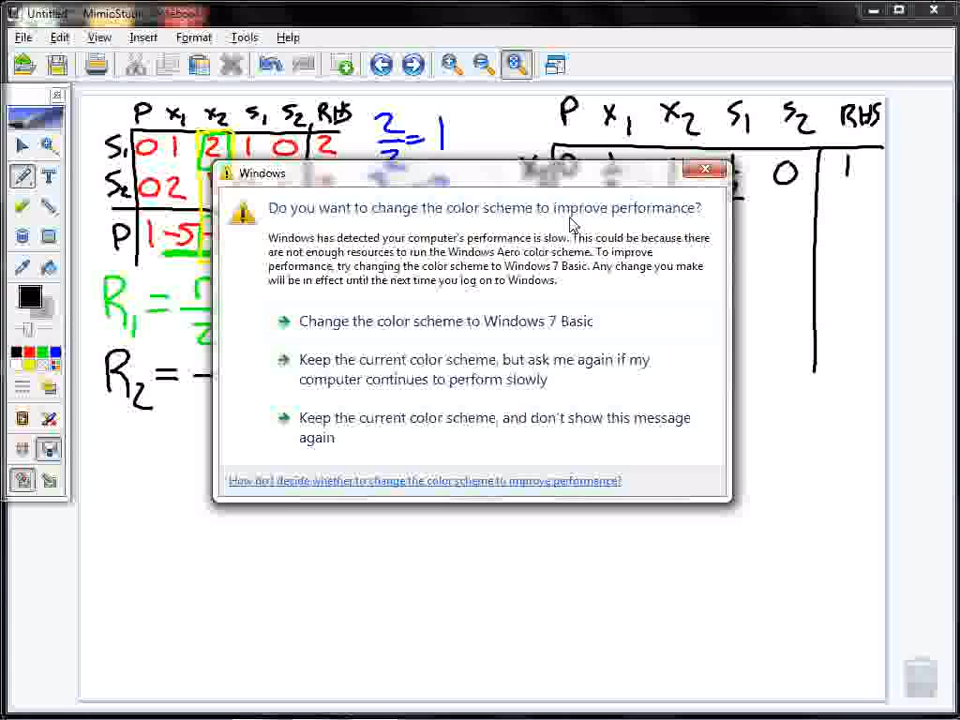 Untitled* - MimioStudio Notebook
File Edit View Insert Format Tools Help
P x₁ x₂ s₁ s₂ RHS
S₁ 0 1 2 1 0 2
S₂ 0 2
P 1 -5
R₁ =
R₂ = -
2/2 = 1
P x₁ x₂ s₁ s₂ RHS
0 1
Windows
Do you want to change the color scheme to improve performance?
Windows has detected your computer's performance is slow. This could be because there
are not enough resources to run the Windows Aero color scheme. To improve
performance, try changing the color scheme to Windows 7 Basic. Any change you make
will be in effect until the next time you log on to Windows.
Change the color scheme to Windows 7 Basic
Keep the current color scheme, but ask me again if my
computer continues to perform slowly
Keep the current color scheme, and don't show this message
again
How do I decide whether to change the color scheme to improve performance?